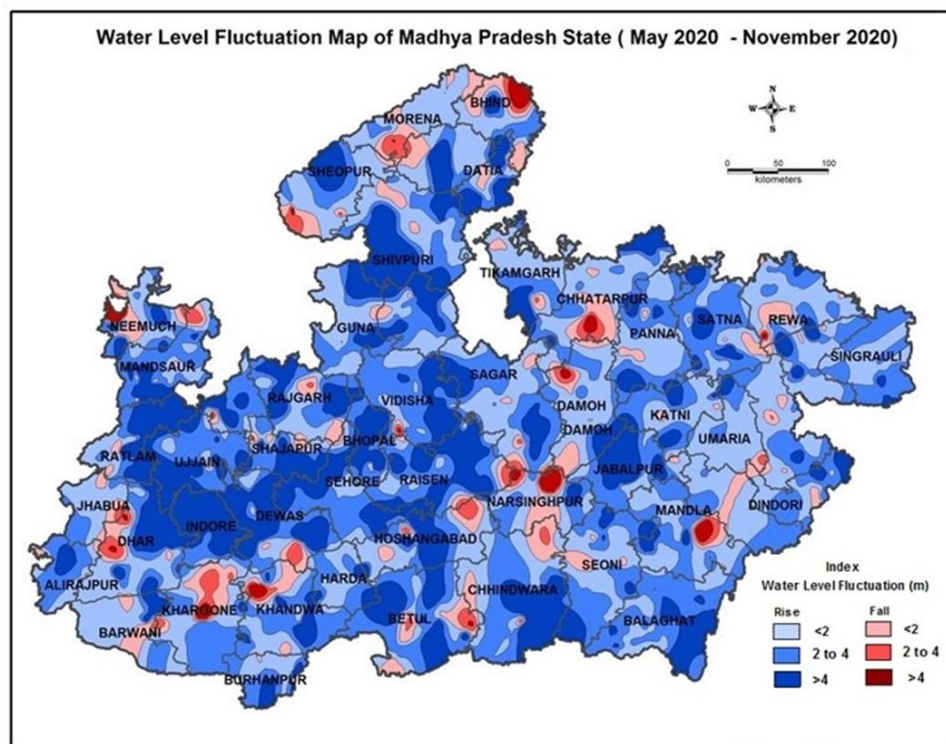 Water Level Fluctuation Map of Madhya Pradesh State ( May 2020 - November 2020)
N
W E
S
0 50 100
kilometers
BHIND
MORENA
SHEOPUR
DATIA
SHIVPURI
TIKAMGARH
CHHATARPUR
NEEMUCH
GUNA
PANNA
SATNA
REWA
SINGRAULI
MANDSAUR
SAGAR
RAJGARH
VIDISHA
DAMOH
KATNI
DAMOH
UMARIA
SHAJAPUR
BHOPAL
RATLAM
UJJAIN
SEHORE
RAISEN
JABALPUR
NARSINGHPUR
JHABUA
INDORE
DEWAS
MANDLA
DINDORI
DHAR
HOSHANGABAD
SEONI
ALIRAJPUR
HARDA
CHHINDWARA
KHARGONE
KHANDWA
BETUL
BALAGHAT
BARWANI
BURHANPUR
Index
Water Level Fluctuation (m)
Rise Fall
<2 <2
2 to 4 2 to 4
>4 >4